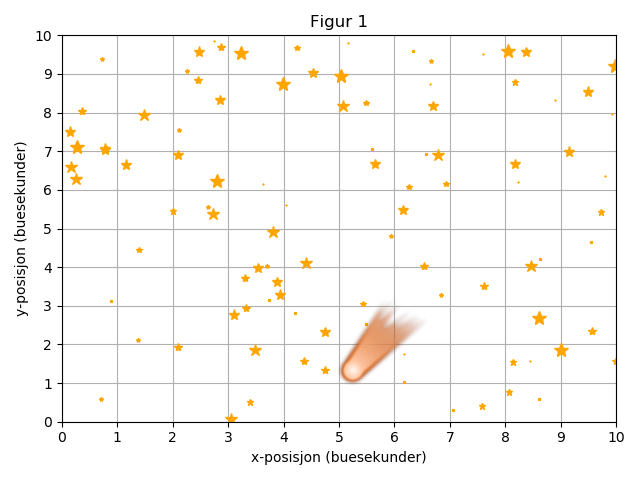 Figur 1
10
9
8
7
6
5
4
3
2
1
0
y-posisjon (buesekunder)
0 1 2 3 4 5 6 7 8 9 10
x-posisjon (buesekunder)